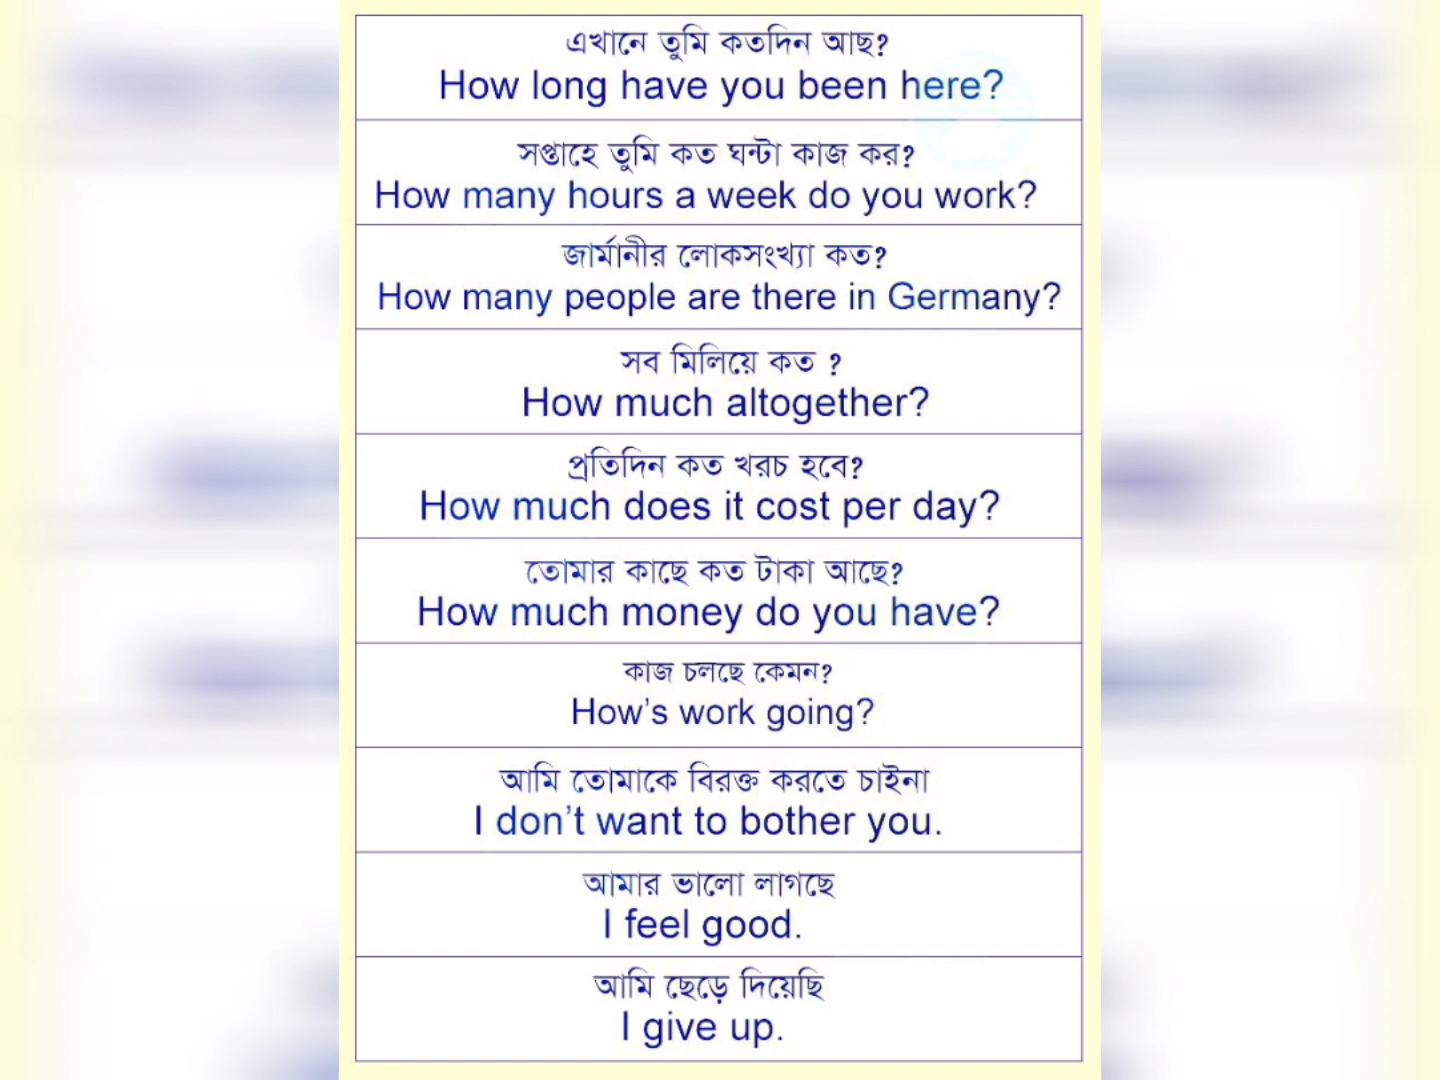 এখানে তুমি কতদিন আছ?
How long have you been here?
সপ্তাহে তুমি কত ঘন্টা কাজ কর?
How many hours a week do you work?
জার্মানীর লোকসংখ্যা কত?
How many people are there in Germany?
সব মিলিয়ে কত ?
How much altogether?
প্রতিদিন কত খরচ হবে?
How much does it cost per day?
তোমার কাছে কত টাকা আছে?
How much money do you have?
কাজ চলছে কেমন?
How’s work going?
আমি তোমাকে বিরক্ত করতে চাইনা
I don’t want to bother you.
আমার ভালো লাগছে
I feel good.
আমি ছেড়ে দিয়েছি
I give up.